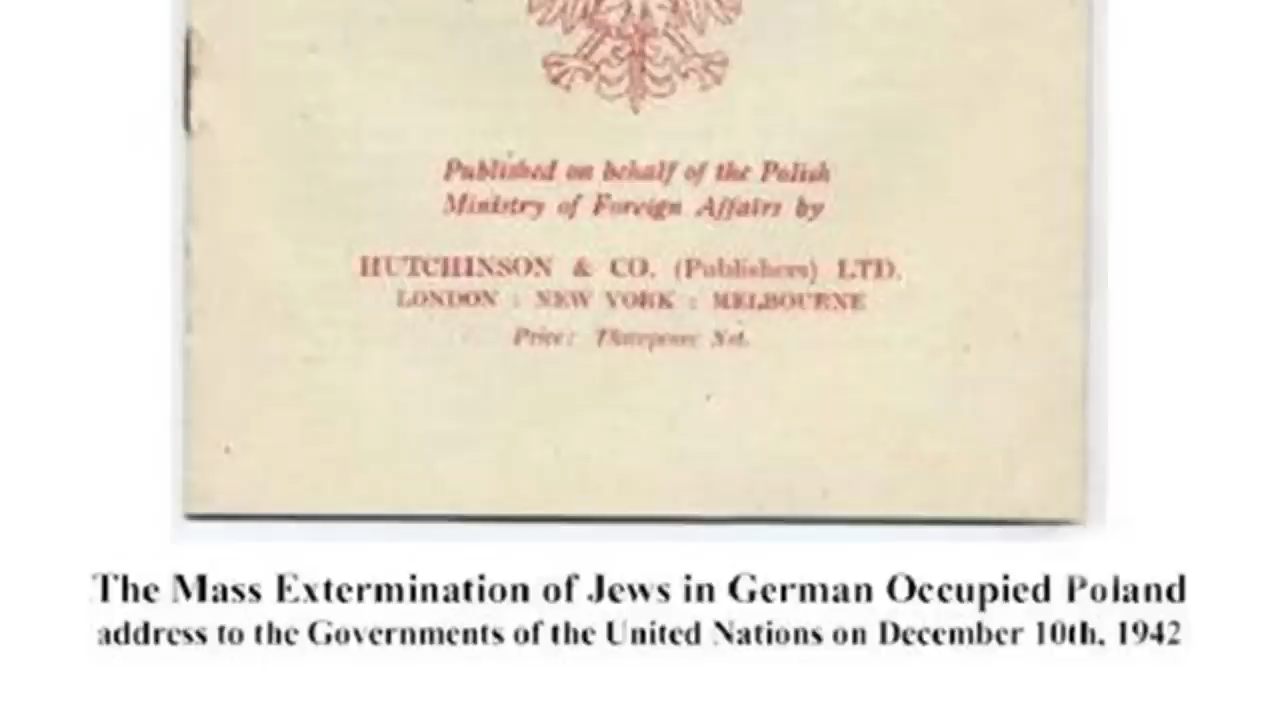 Published on behalf of the Polish
Ministry of Foreign Affairs by
HUTCHINSON & CO. (Publishers) LTD.
LONDON : NEW YORK : MELBOURNE
Price: Threepence Net.
The Mass Extermination of Jews in German Occupied Poland
address to the Governments of the United Nations on December 10th, 1942